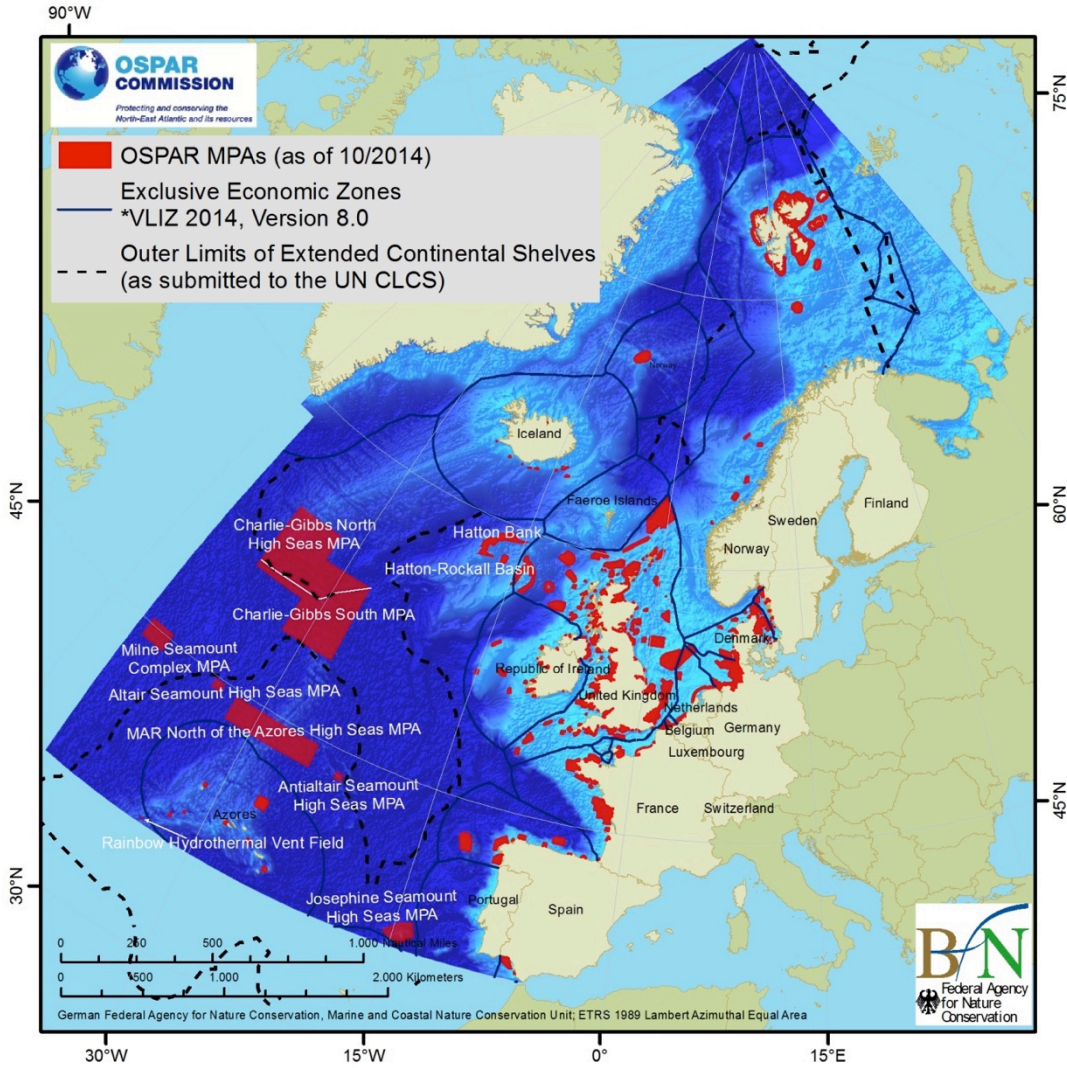 90°W
OSPAR
COMMISSION
Protecting and conserving the
North-East Atlantic and its resources
75°N
OSPAR MPAs (as of 10/2014)
Exclusive Economic Zones
*VLIZ 2014, Version 8.0
Outer Limits of Extended Continental Shelves
(as submitted to the UN CLCS)
Norway
Iceland
45°N
60°N
Faeroe Islands
Finland
Sweden
Norway
Charlie-Gibbs North
High Seas MPA
Hatton Bank
Hatton-Rockall Basin
Charlie-Gibbs South MPA
Denmark
Milne Seamount
Complex MPA
Republic of Ireland
Altair Seamount High Seas MPA
United Kingdom
Netherlands
MAR North of the Azores High Seas MPA
Belgium
Germany
Luxembourg
Antialtair Seamount
High Seas MPA
France
Switzerland
45°N
Azores
Rainbow Hydrothermal Vent Field
30°N
Josephine Seamount
High Seas MPA
Portugal
Spain
0 250 500 1.000 Nautical Miles
0 500 1.000 2.000 Kilometers
BfN
Federal Agency
for Nature
Conservation
German Federal Agency for Nature Conservation, Marine and Coastal Nature Conservation Unit; ETRS 1989 Lambert Azimuthal Equal Area
30°W
15°W
0°
15°E